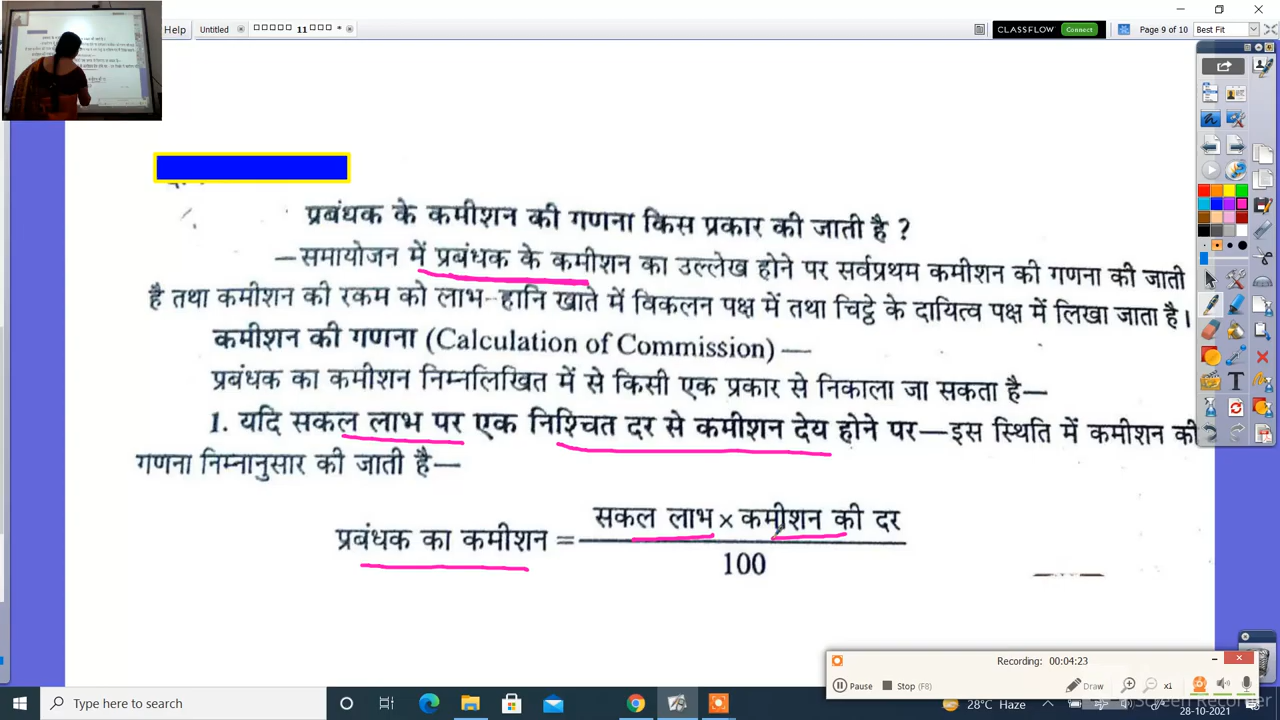 Help
Untitled
11
*
CLASSFLOW
Connect
Page 9 of 10
Best Fit
प्रबंधक के कमीशन की गणना किस प्रकार की जाती है ?
–समायोजन में प्रबंधक के कमीशन का उल्लेख होने पर सर्वप्रथम कमीशन की गणना की जाती
है तथा कमीशन की रकम को लाभ-हानि खाते में विकलन पक्ष में तथा चिट्ठे के दायित्व पक्ष में लिखा जाता है।
कमीशन की गणना (Calculation of Commission) —
प्रबंधक का कमीशन निम्नलिखित में से किसी एक प्रकार से निकाला जा सकता है—
1. यदि सकल लाभ पर एक निश्चित दर से कमीशन देय होने पर—इस स्थिति में कमीशन की
गणना निम्नानुसार की जाती है—
सकल लाभ × कमीशन की दर
प्रबंधक का कमीशन =
100
Recording: 00:04:23
Pause
Stop (F8)
Draw
x1
Type here to search
28°C Haze
28-10-2021